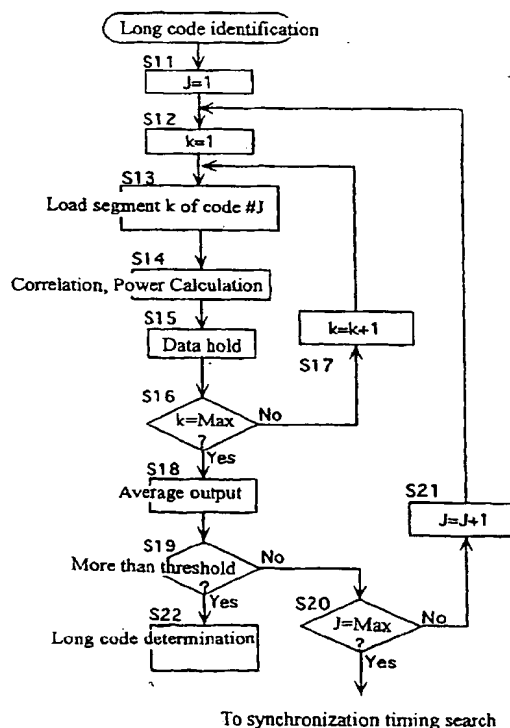 Long code identification
S11
J=1
S12
k=1
S13
Load segment k of code #J
S14
Correlation, Power Calculation
S15
Data hold
k=k+1
S17
S16
k=Max
?
No
Yes
S18
Average output
S21
J=J+1
S19
More than threshold
?
No
Yes
S20
J=Max
?
No
Yes
S22
Long code determination
To synchronization timing search